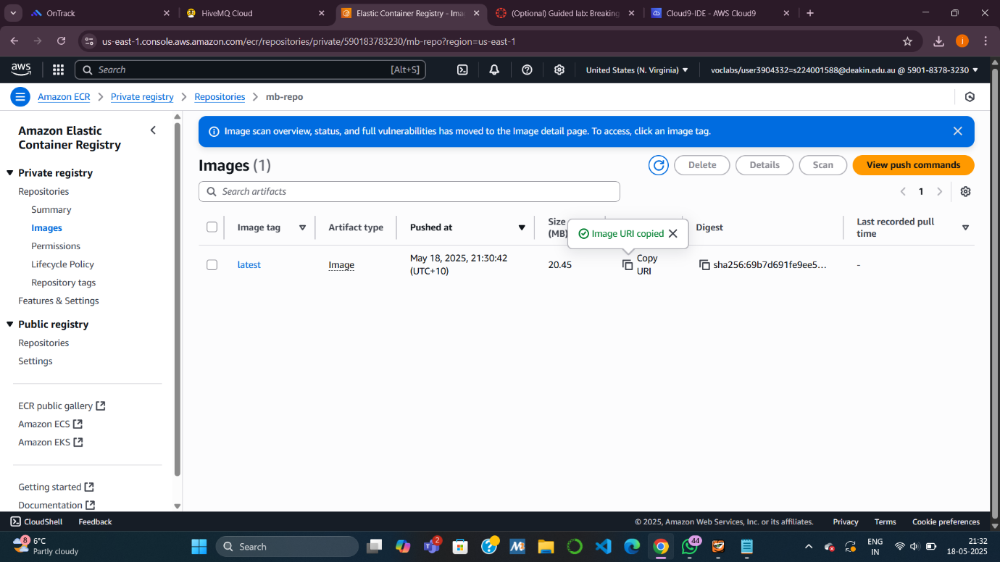 OnTrack
HiveMQ Cloud
Elastic Container Registry - Ima
(Optional) Guided lab: Breaking
Cloud9-IDE - AWS Cloud9
us-east-1.console.aws.amazon.com/ecr/repositories/private/590183783230/mb-repo?region=us-east-1
j
aws
Search
[Alt+S]
United States (N. Virginia)
voclabs/user3904332=s224001588@deakin.edu.au @ 5901-8378-3230
Amazon ECR
Private registry
Repositories
mb-repo
Amazon Elastic
Container Registry
Private registry
Repositories
Summary
Images
Permissions
Lifecycle Policy
Repository tags
Features & Settings
Public registry
Repositories
Settings
ECR public gallery
Amazon ECS
Amazon EKS
Getting started
Documentation
Image scan overview, status, and full vulnerabilities has moved to the Image detail page. To access, click an image tag.
Images (1)
Delete
Details
Scan
View push commands
Search artifacts
1
Image tag
Artifact type
Pushed at
Size
(MB)
Image URI copied
Digest
Last recorded pull
time
latest
Image
May 18, 2025, 21:30:42
(UTC+10)
20.45
Copy
URI
sha256:69b7d691fe9ee5...
-
CloudShell
Feedback
© 2025, Amazon Web Services, Inc. or its affiliates.
Privacy
Terms
Cookie preferences
8
6°C
Partly cloudy
Search
2
44
ENG
IN
21:32
18-05-2025